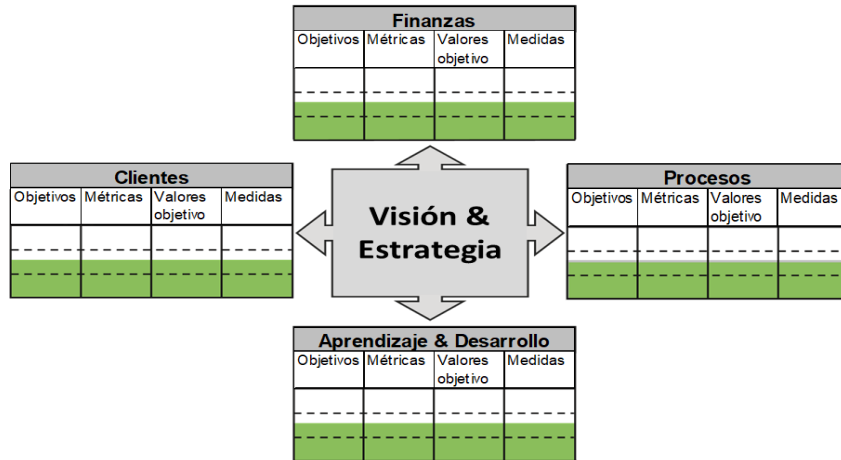 Finanzas
Objetivos Métricas Valores objetivo Medidas
Clientes
Objetivos Métricas Valores objetivo Medidas
Visión &
Estrategia
Procesos
Objetivos Métricas Valores objetivo Medidas
Aprendizaje & Desarrollo
Objetivos Métricas Valores objetivo Medidas